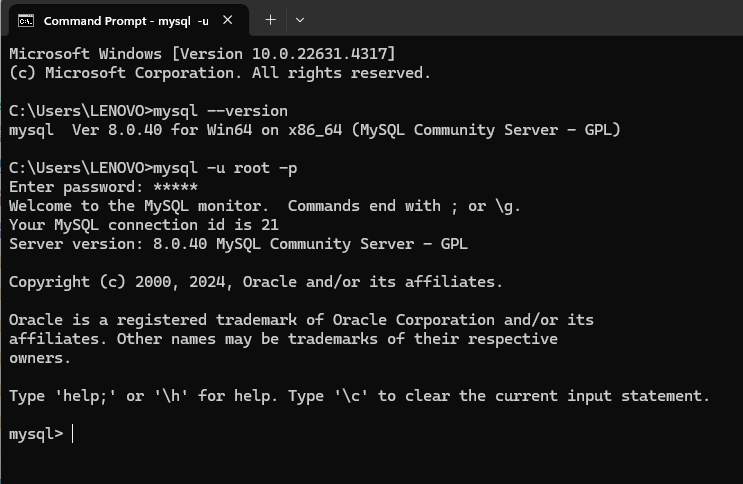 Command Prompt - mysql -u
Microsoft Windows [Version 10.0.22631.4317]
(c) Microsoft Corporation. All rights reserved.
C:\Users\LENOVO>mysql --version
mysql  Ver 8.0.40 for Win64 on x86_64 (MySQL Community Server - GPL)
C:\Users\LENOVO>mysql -u root -p
Enter password: *****
Welcome to the MySQL monitor.  Commands end with ; or \g.
Your MySQL connection id is 21
Server version: 8.0.40 MySQL Community Server - GPL
Copyright (c) 2000, 2024, Oracle and/or its affiliates.
Oracle is a registered trademark of Oracle Corporation and/or its
affiliates. Other names may be trademarks of their respective
owners.
Type 'help;' or '\h' for help. Type '\c' to clear the current input statement.
mysql>